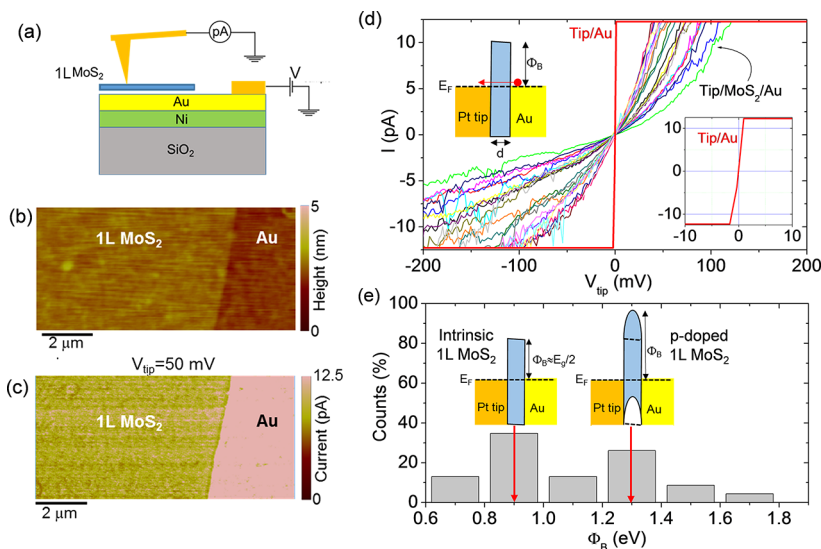 (a)
pA
1L MoS2
V
Au
Ni
SiO2
(b)
1L MoS2
Au
5
0
Height (nm)
2 μm
Vtip=50 mV
(c)
1L MoS2
Au
12.5
0
Current (pA)
2 μm
(d)
I (pA)
10
5
0
-5
-10
-200
-100
0
100
200
Vtip (mV)
Tip/Au
Tip/MoS2/Au
ΦB
EF
Pt tip
Au
d
Tip/Au
10
0
-10
-10
0
10
(e)
Counts (%)
100
80
60
40
20
0
0.6
0.8
1.0
1.2
1.4
1.6
1.8
ΦB (eV)
Intrinsic
1L MoS2
ΦB≈Eg/2
EF
Pt tip
Au
p-doped
1L MoS2
ΦB
EF
Pt tip
Au